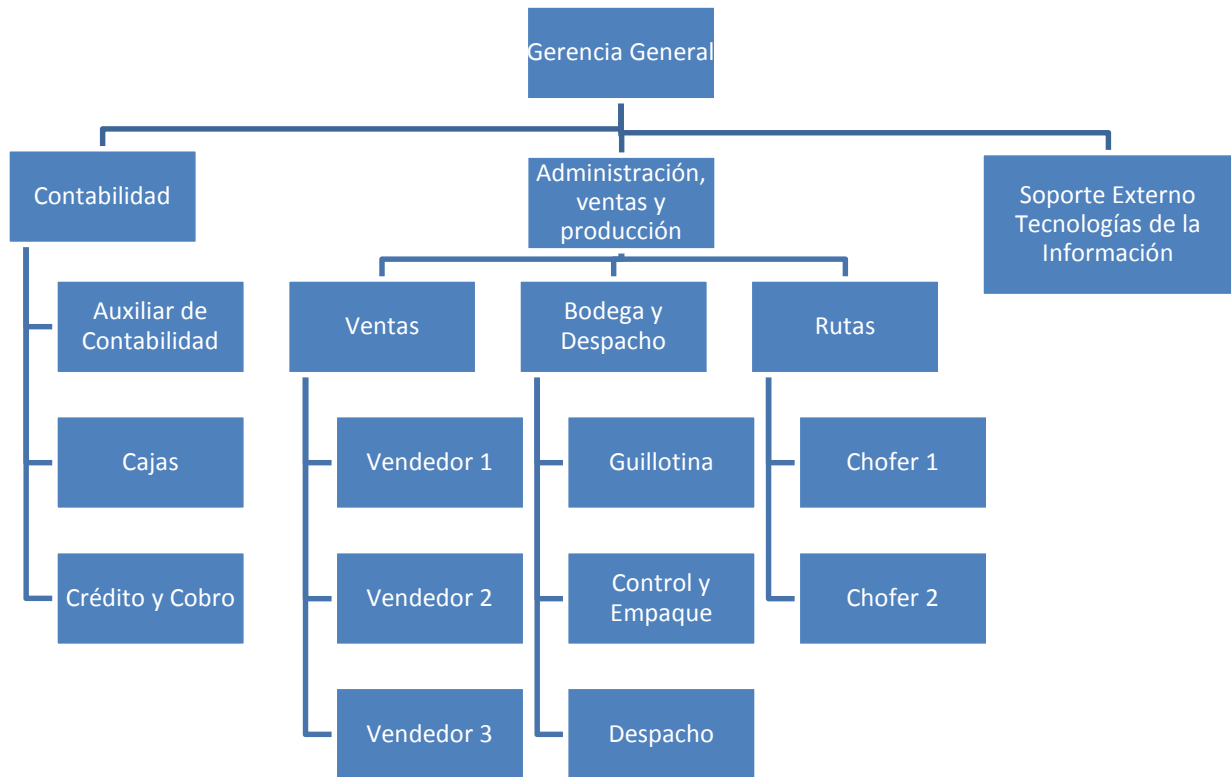 Gerencia General
Contabilidad
Administración,
ventas y
producción
Soporte Externo
Tecnologías de la
Información
Auxiliar de
Contabilidad
Ventas
Bodega y
Despacho
Rutas
Cajas
Vendedor 1
Guillotina
Chofer 1
Crédito y Cobro
Vendedor 2
Control y
Empaque
Chofer 2
Vendedor 3
Despacho